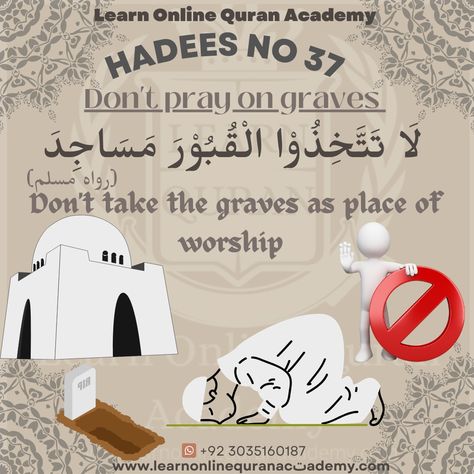 Learn Online Quran Academy
HADEES NO 37
Don't pray on graves
لَا تَتَّخِذُوْا الْقُبُوْرَ مَسَاجِدَ
(رواه مسلم)
Don't take the graves as place of
worship
RIP
+92 3035160187
www.learnonlinequranacademy.com